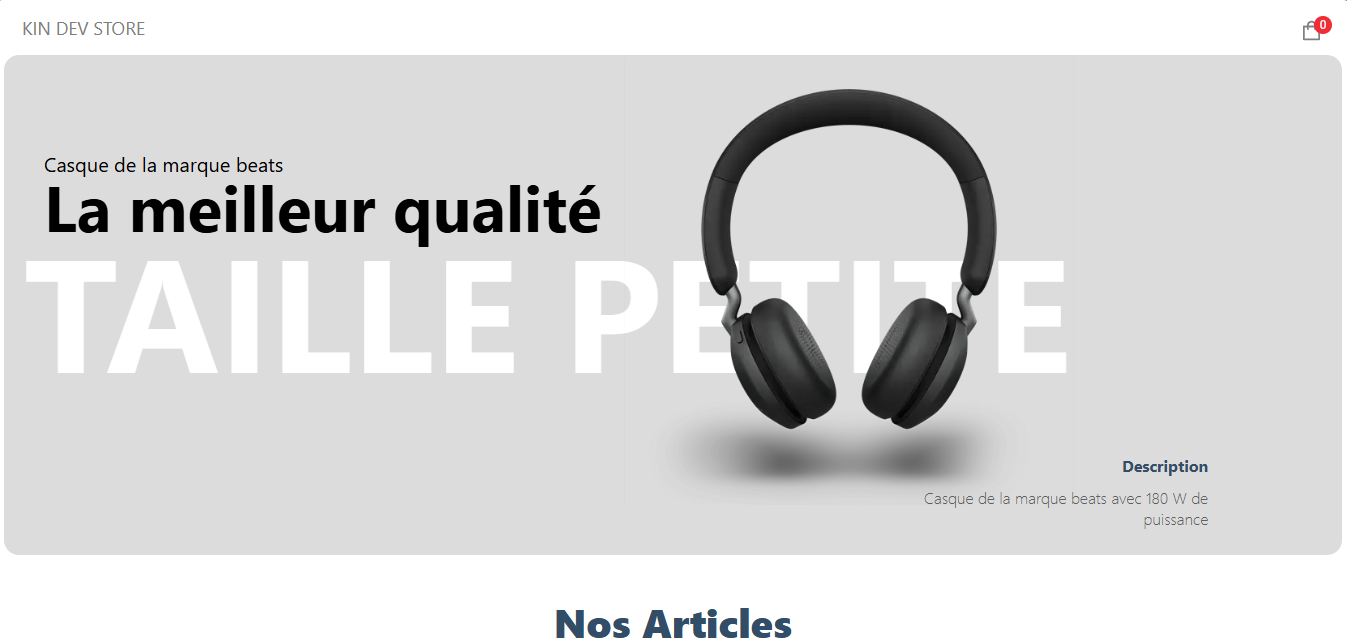 KIN DEV STORE
0
Casque de la marque beats
La meilleur qualité
TAILLE PETITE
Description
Casque de la marque beats avec 180 W de
puissance
Nos Articles